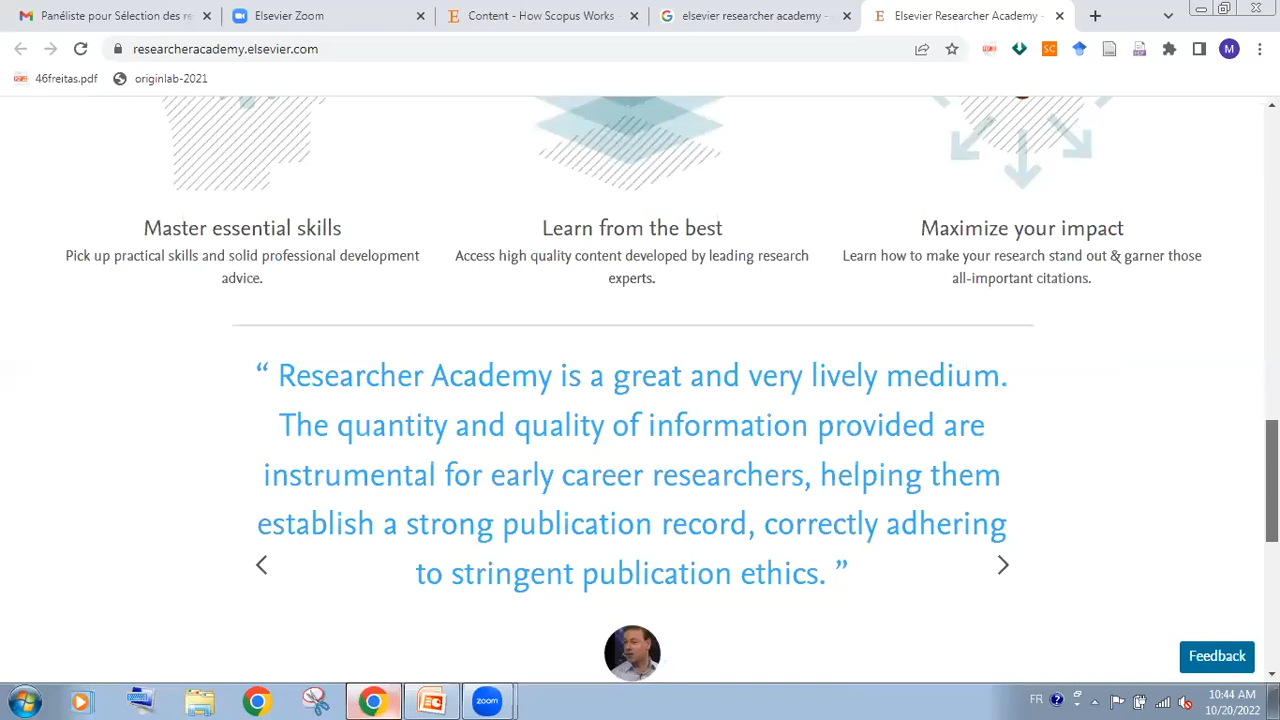 Panéliste pour Sélection des re
Elsevier Zoom
Content - How Scopus Works -
elsevier researcher academy -
Elsevier Researcher Academy -
researcheracademy.elsevier.com
SC
M
46freitas.pdf
originlab-2021
Master essential skills
Pick up practical skills and solid professional development
advice.
Learn from the best
Access high quality content developed by leading research
experts.
Maximize your impact
Learn how to make your research stand out & garner those
all-important citations.
“ Researcher Academy is a great and very lively medium.
The quantity and quality of information provided are
instrumental for early career researchers, helping them
establish a strong publication record, correctly adhering
to stringent publication ethics. ”
Feedback
zoom
FR
10:44 AM
10/20/2022